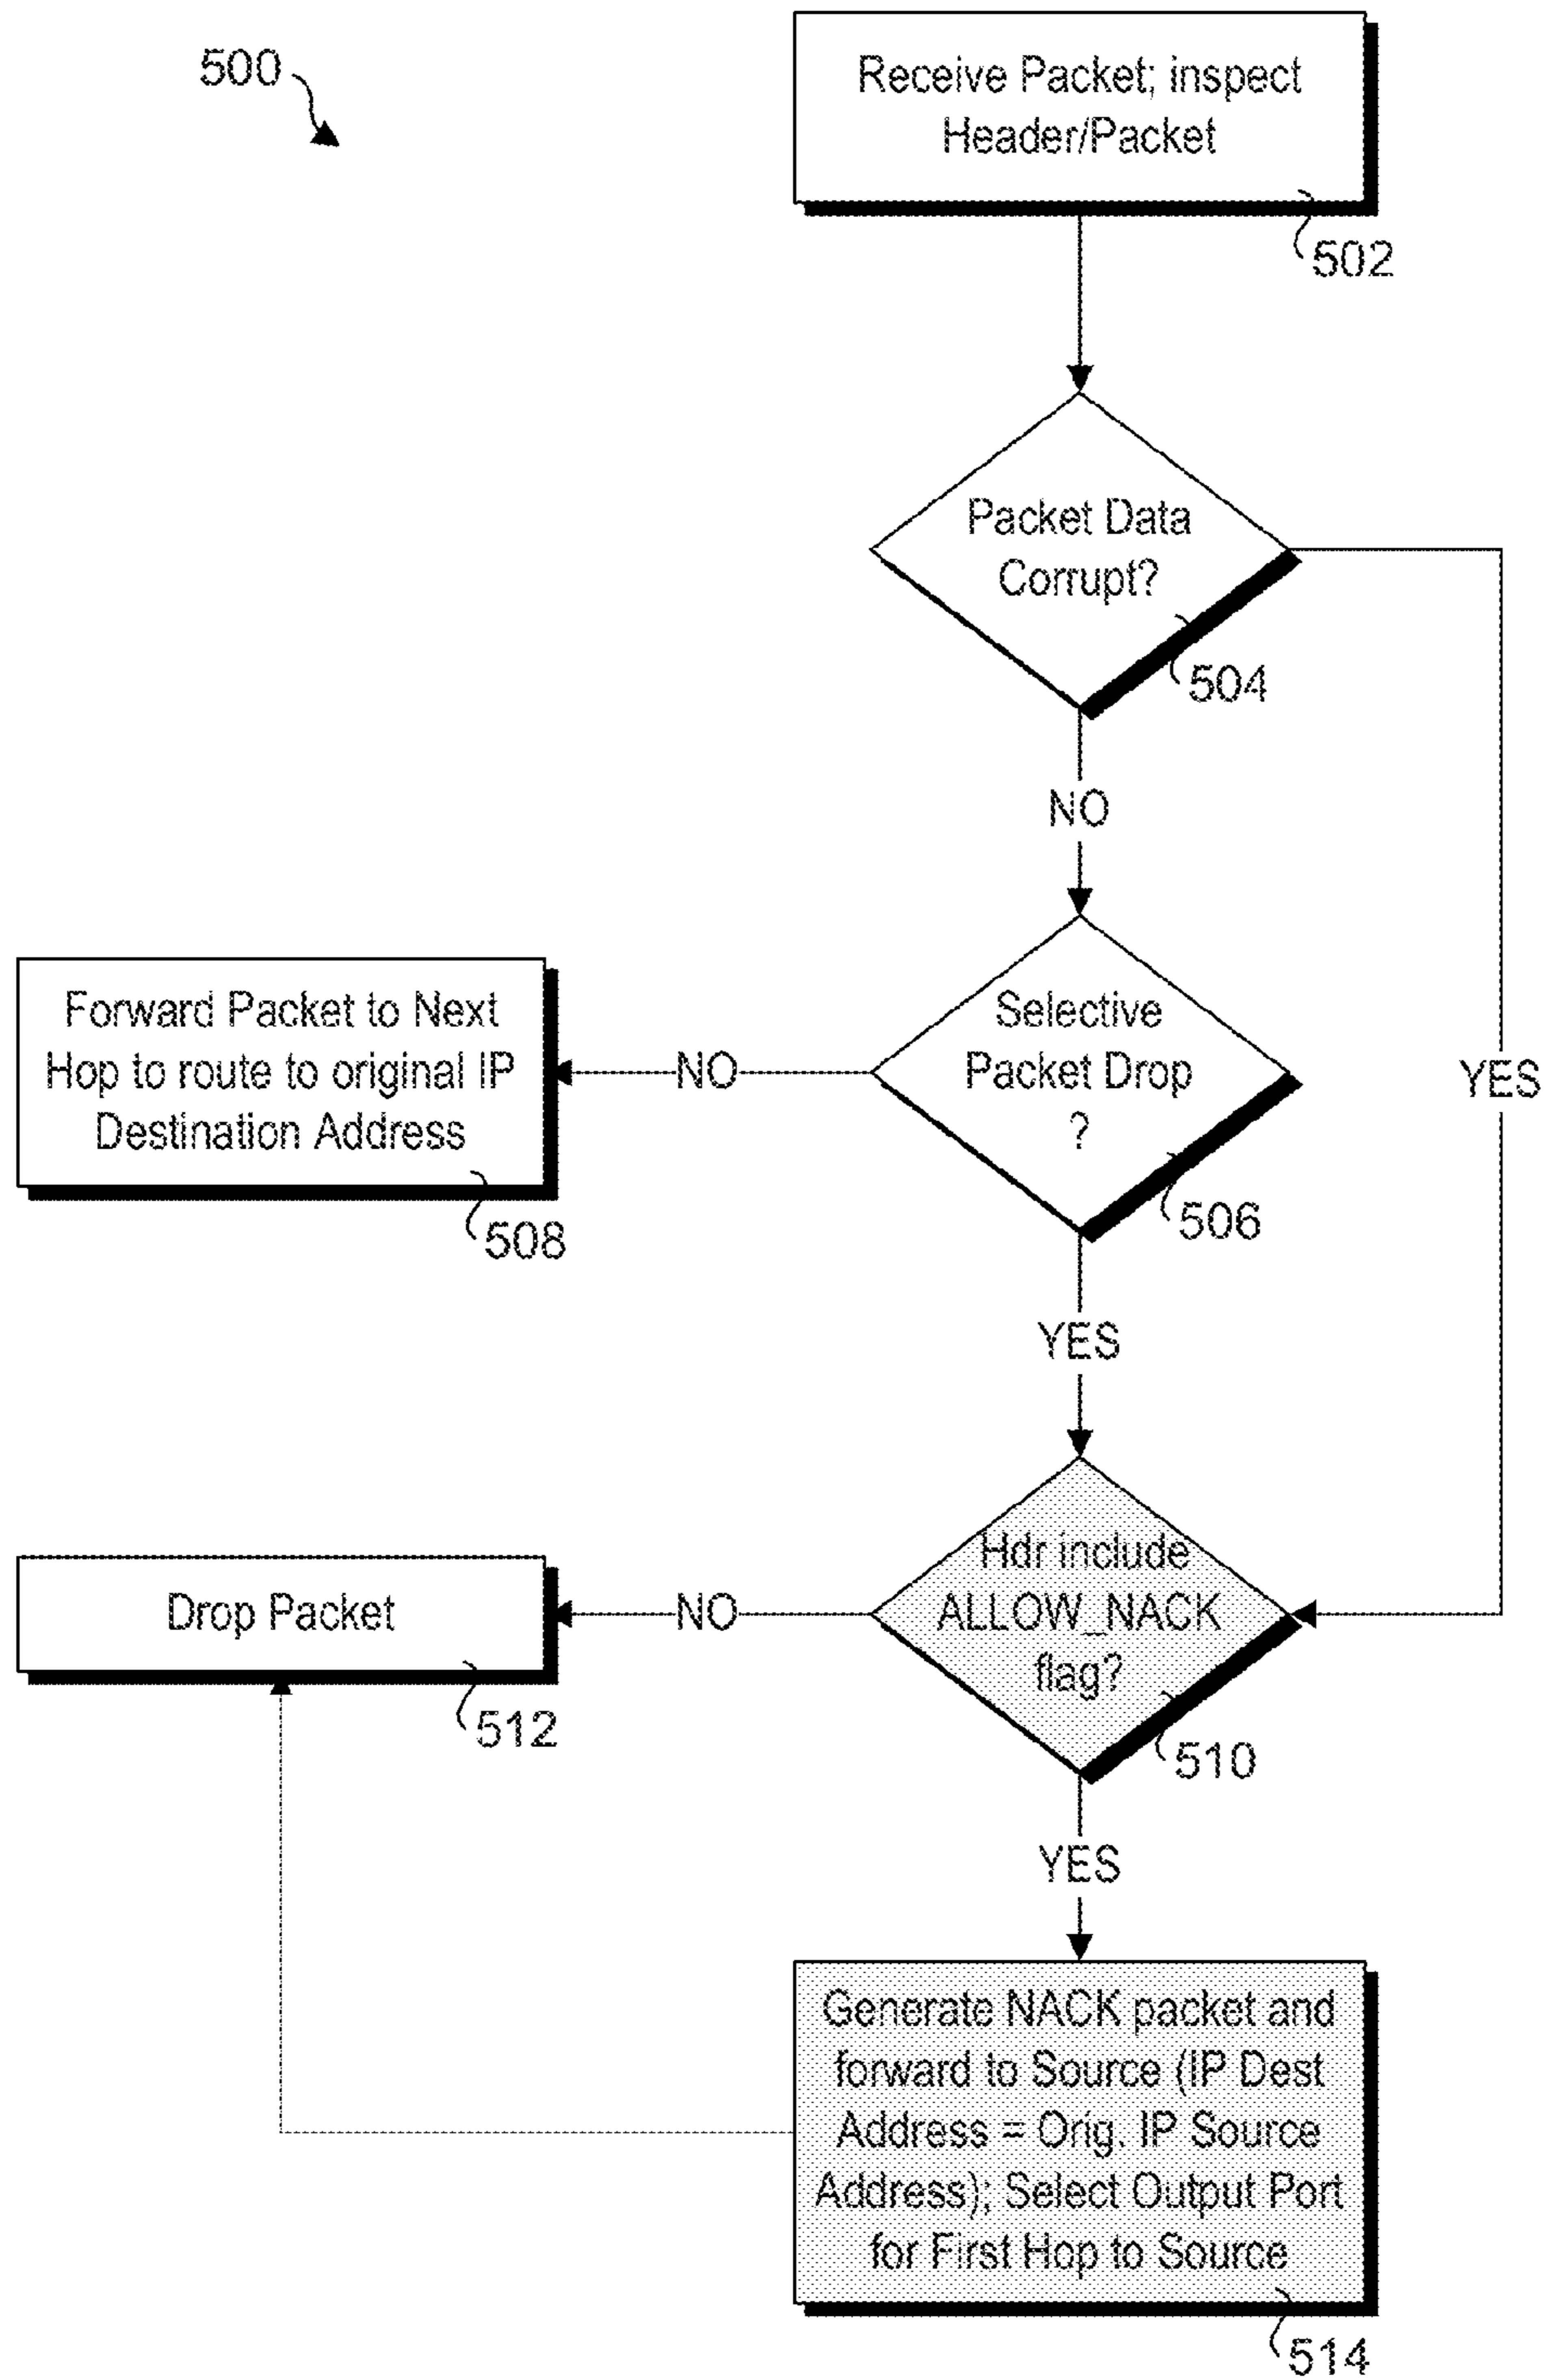 500
Receive Packet; inspect
Header/Packet
502
Packet Data
Corrupt?
504
NO
YES
Selective
Packet Drop
?
506
NO
Forward Packet to Next
Hop to route to original IP
Destination Address
508
YES
Hdr include
ALLOW_NACK
flag?
510
NO
Drop Packet
512
YES
Generate NACK packet and
forward to Source (IP Dest
Address = Orig. IP Source
Address); Select Output Port
for First Hop to Source
514